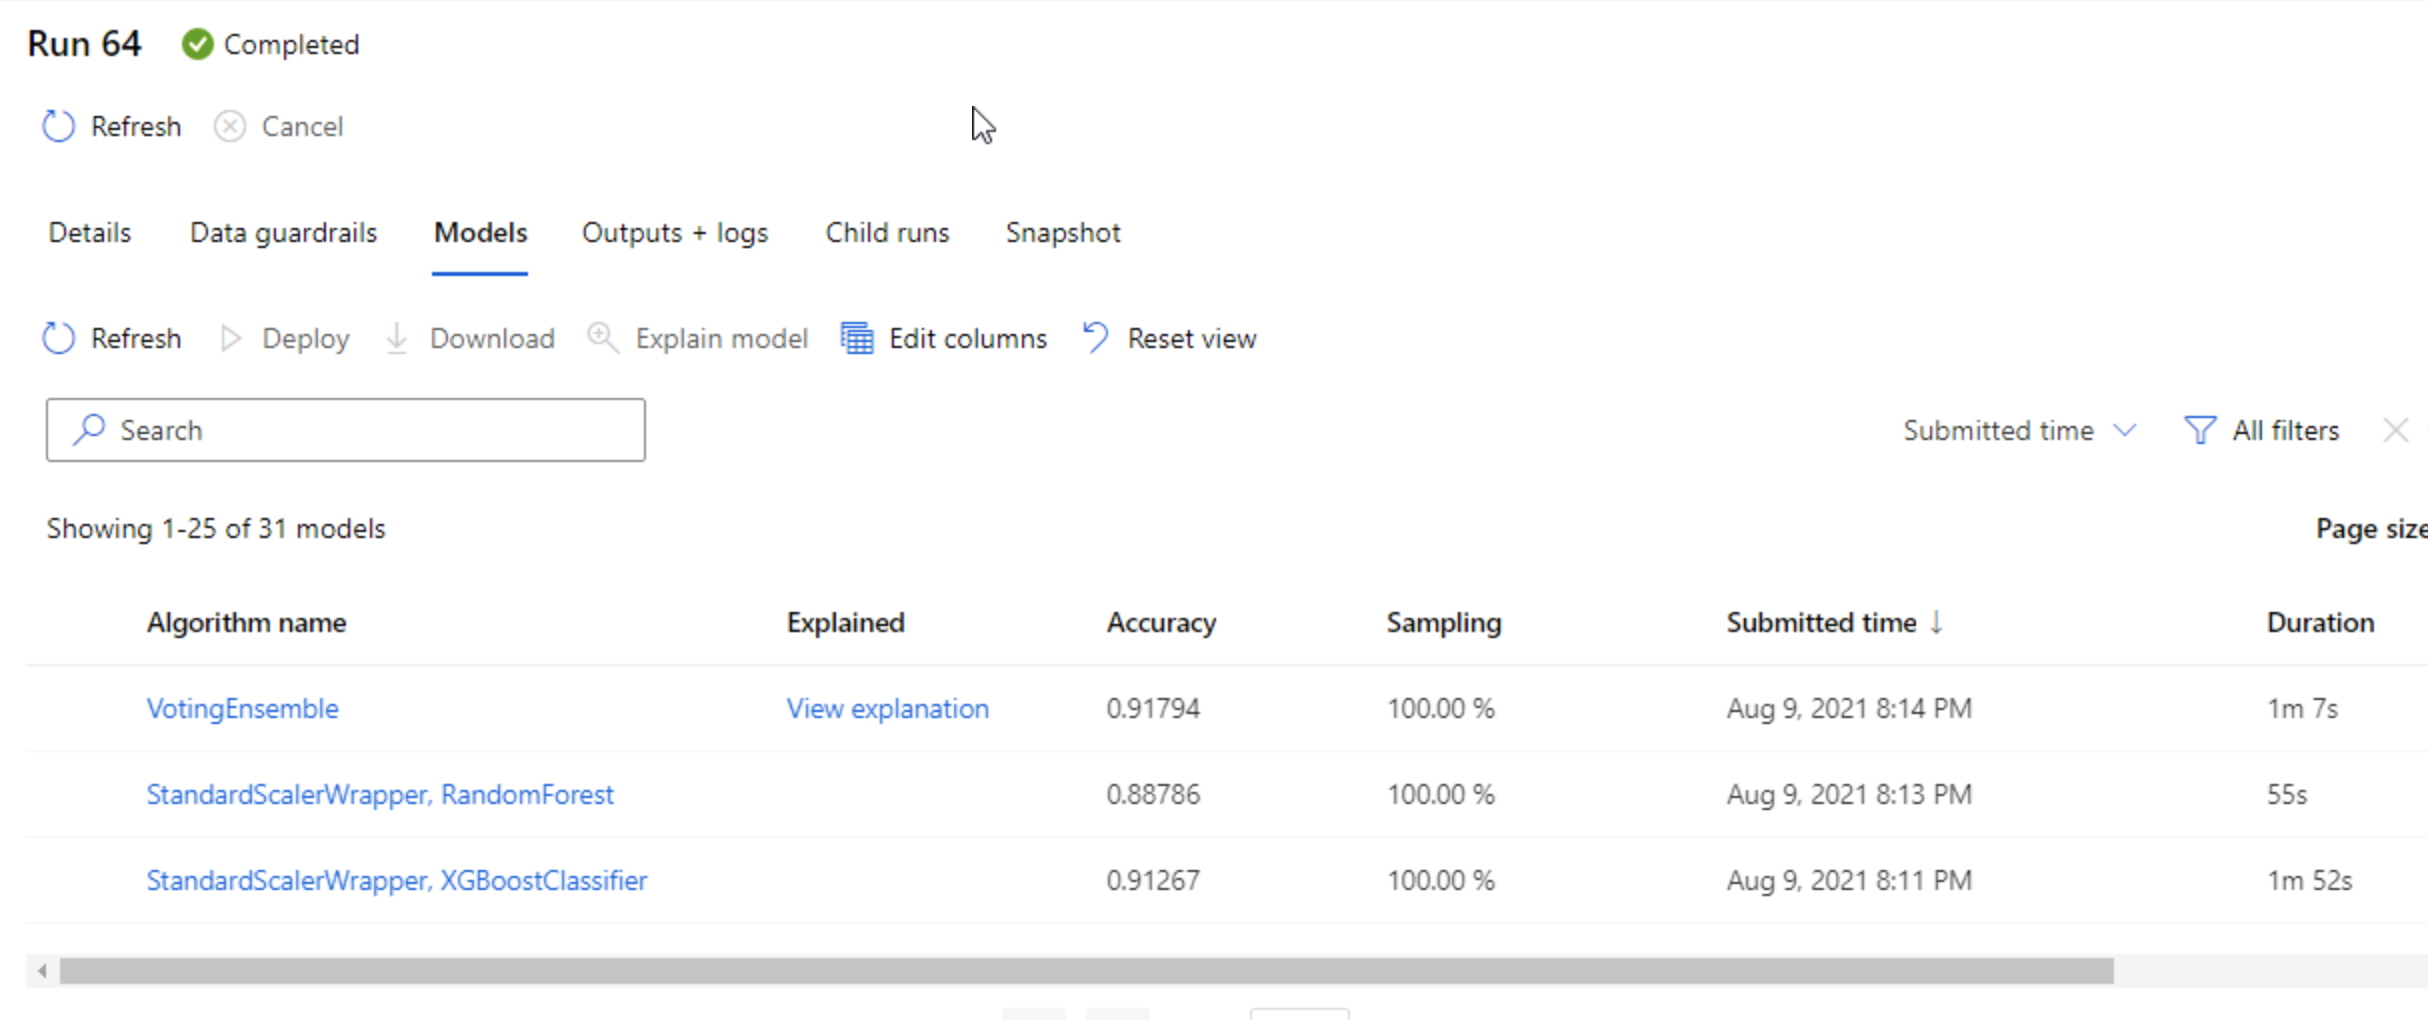 Run 64 Completed
Refresh Cancel
Details Data guardrails Models Outputs + logs Child runs Snapshot
Refresh Deploy Download Explain model Edit columns Reset view
Search Submitted time All filters
Showing 1-25 of 31 models Page size
Algorithm name Explained Accuracy Sampling Submitted time ↓ Duration
VotingEnsemble View explanation 0.91794 100.00 % Aug 9, 2021 8:14 PM 1m 7s
StandardScalerWrapper, RandomForest 0.88786 100.00 % Aug 9, 2021 8:13 PM 55s
StandardScalerWrapper, XGBoostClassifier 0.91267 100.00 % Aug 9, 2021 8:11 PM 1m 52s